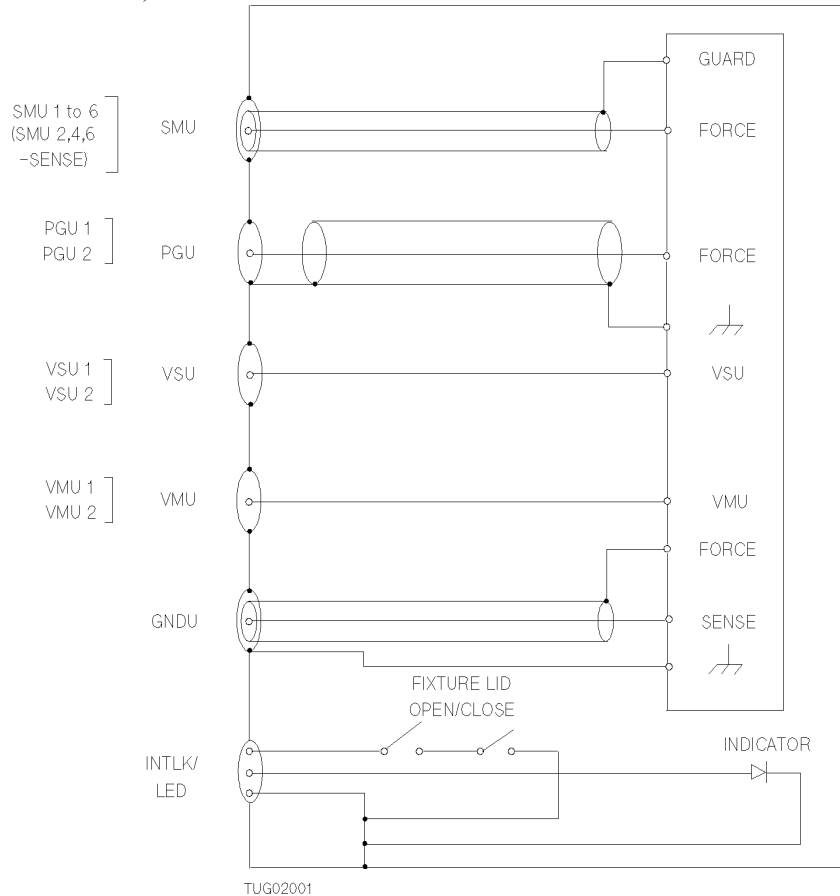 GUARD
SMU 1 to 6
(SMU 2,4,6
-SENSE)
SMU
FORCE
PGU 1
PGU 2
PGU
FORCE
VSU 1
VSU 2
VSU
VSU
VMU 1
VMU 2
VMU
VMU
FORCE
GNDU
SENSE
FIXTURE LID
OPEN/CLOSE
INDICATOR
INTLK/
LED
TUG02001